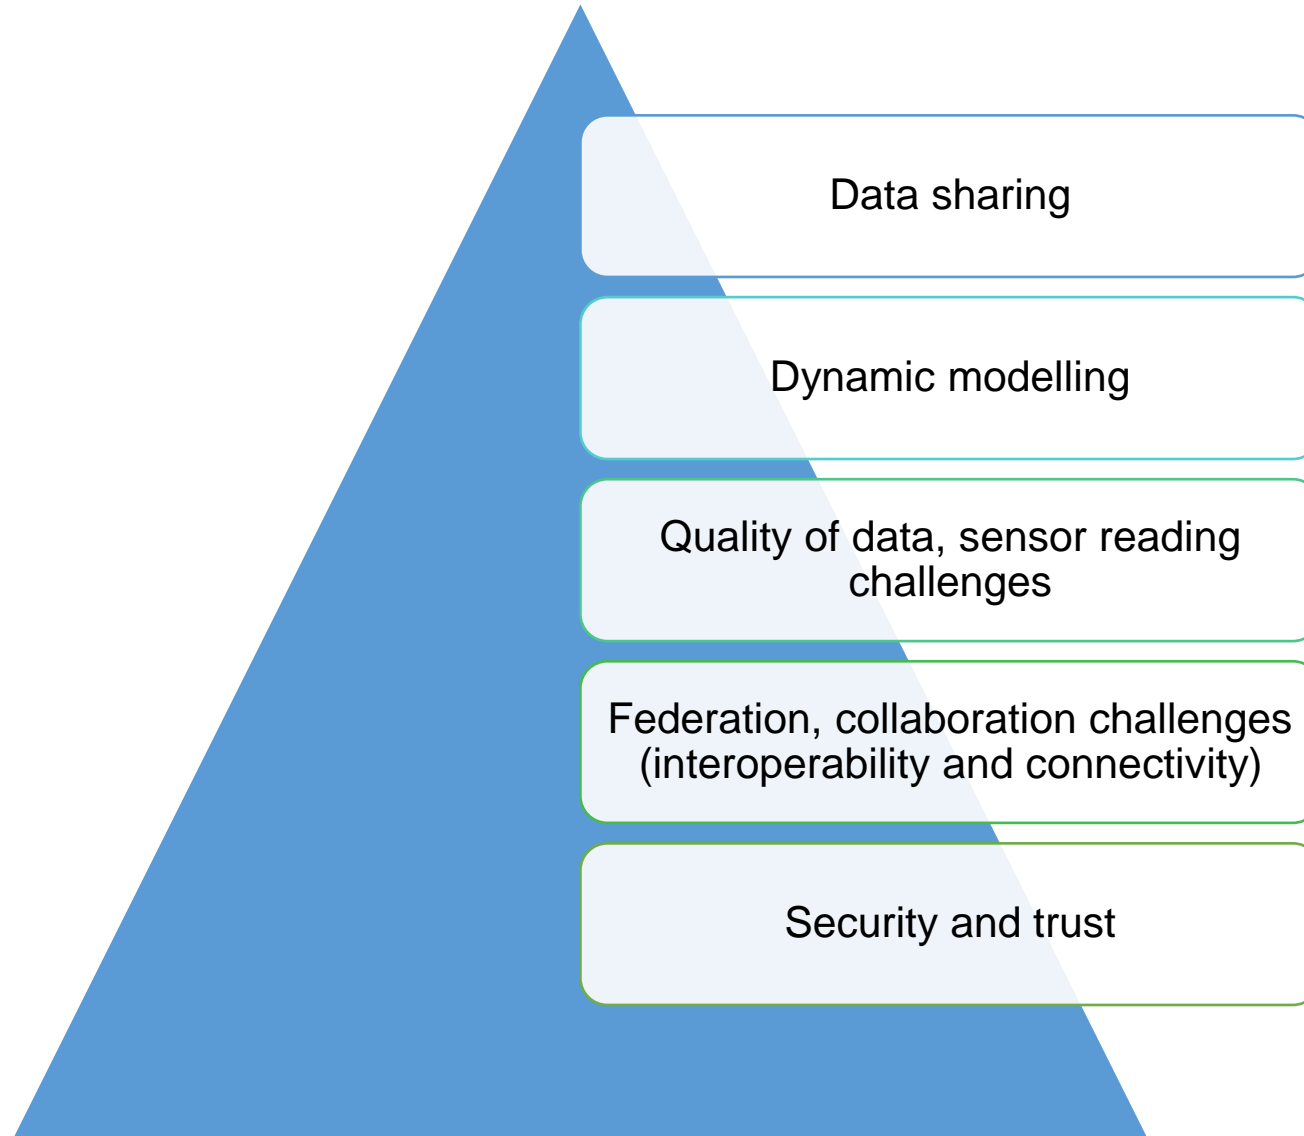 Data sharing
Dynamic modelling
Quality of data, sensor reading
challenges
Federation, collaboration challenges
(interoperability and connectivity)
Security and trust